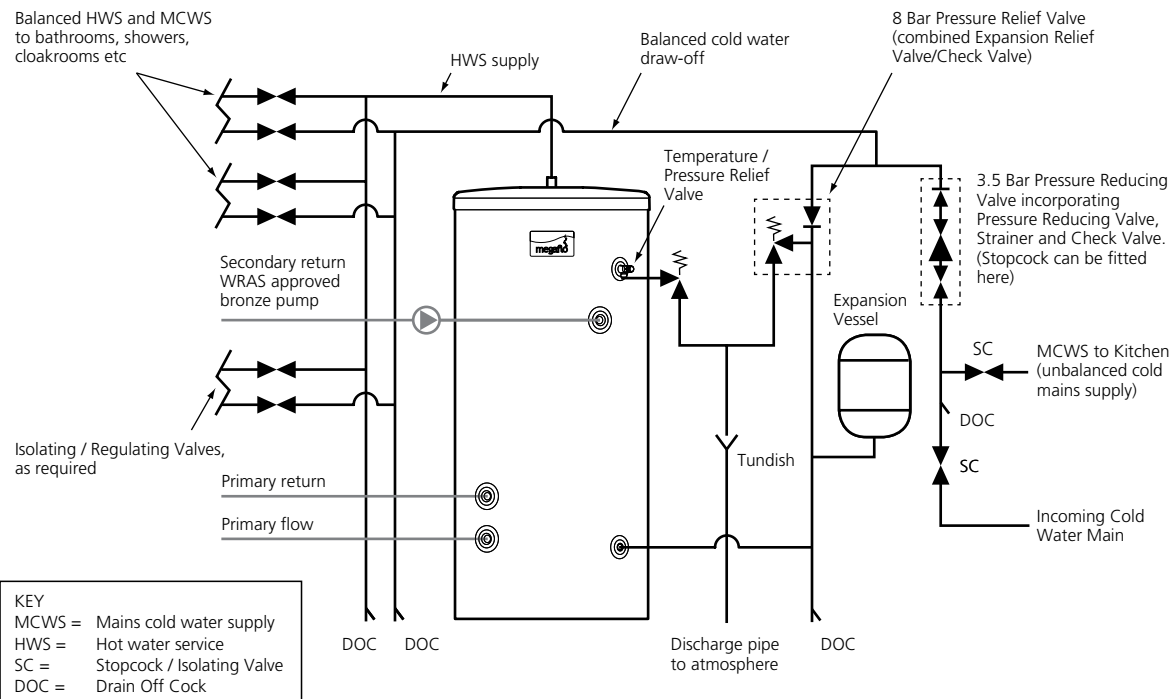 Balanced HWS and MCWS
to bathrooms, showers,
cloakrooms etc
HWS supply
Balanced cold water
draw-off
8 Bar Pressure Relief Valve
(combined Expansion Relief
Valve/Check Valve)
Temperature /
Pressure Relief
Valve
3.5 Bar Pressure Reducing
Valve incorporating
Pressure Reducing Valve,
Strainer and Check Valve.
(Stopcock can be fitted
here)
megaflo
Secondary return
WRAS approved
bronze pump
Expansion
Vessel
SC
MCWS to Kitchen
(unbalanced cold
mains supply)
DOC
Isolating / Regulating Valves,
as required
Tundish
SC
Primary return
Primary flow
Incoming Cold
Water Main
KEY
MCWS = Mains cold water supply
HWS = Hot water service
SC = Stopcock / Isolating Valve
DOC = Drain Off Cock
DOC
DOC
Discharge pipe
to atmosphere
DOC